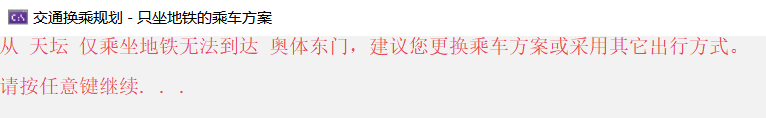 交通换乘规划 - 只坐地铁的乘车方案
从 天坛 仅乘坐地铁无法到达 奥体东门，建议您更换乘车方案或采用其它出行方式。
请按任意键继续. . .